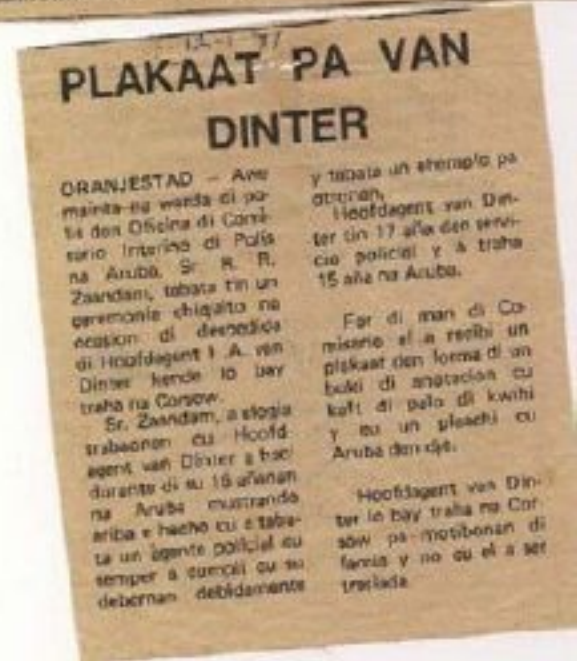 PLAKAAT PA VAN
DINTER
ORANJESTAD - Awe
mainta na warda di po-
lis den Oficina di Comi-
sario Interino di Polis
na Aruba, Sr. R. R.
Zaandam, tabata tin un
ceremonia chiquito na
ocasion di despedida
di Hoofdagent F. A. van
Dinter kende lo bay
traha na Corsow.
Sr. Zaandam, a elogia
trabaonan cu Hoofd
agent van Dinter a haci
durante di su 15 añanan
na Aruba mustrando
ariba e hecho cu e taba-
ta un agente policial cu
semper a cumpli cu su
debernan debidamente
y tabata un ehemplo pa
otronan.
Hoofdagent van Din-
ter tin 17 aña den servi-
cio policial y a traha
15 aña na Aruba.
For di man di Co-
misario el a recibi un
plakaat den forma di un
buki di anotacion cu
kaft di palo di kwihi
y cu un plaachi cu
Aruba den dje.
Hoofdagent van Din-
ter lo bay traha na Cor-
sow pa motibonan di
famia y no cu el a ser
traslada